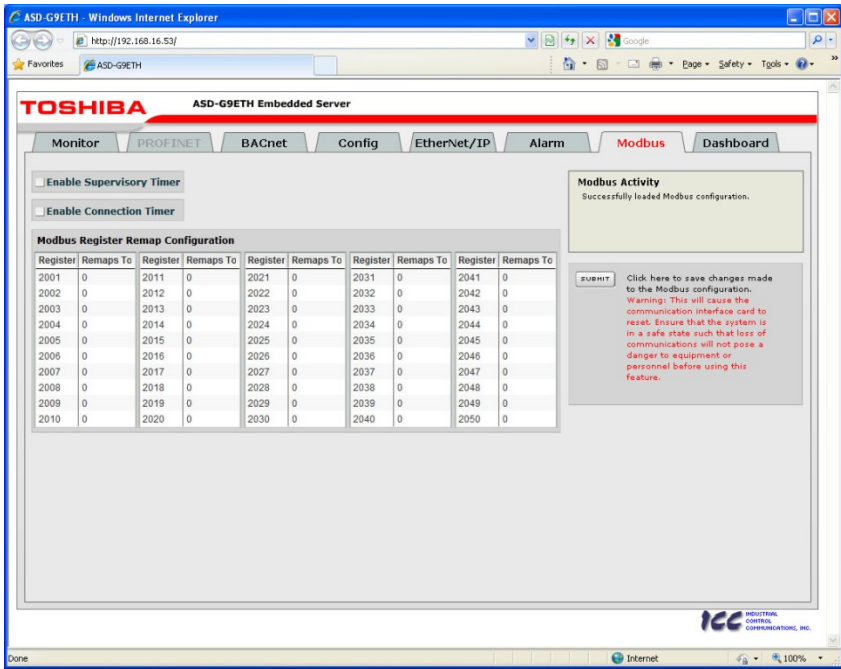 ASD-G9ETH - Windows Internet Explorer
http://192.168.16.53/
Google
Favorites
ASD-G9ETH
Page
Safety
Tools
»
TOSHIBA
ASD-G9ETH Embedded Server
Monitor
PROFINET
BACnet
Config
EtherNet/IP
Alarm
Modbus
Dashboard
Enable Supervisory Timer
Enable Connection Timer
Modbus Register Remap Configuration
Register Remaps To Register Remaps To Register Remaps To Register Remaps To Register Remaps To
2001 0 2011 0 2021 0 2031 0 2041 0
2002 0 2012 0 2022 0 2032 0 2042 0
2003 0 2013 0 2023 0 2033 0 2043 0
2004 0 2014 0 2024 0 2034 0 2044 0
2005 0 2015 0 2025 0 2035 0 2045 0
2006 0 2016 0 2026 0 2036 0 2046 0
2007 0 2017 0 2027 0 2037 0 2047 0
2008 0 2018 0 2028 0 2038 0 2048 0
2009 0 2019 0 2029 0 2039 0 2049 0
2010 0 2020 0 2030 0 2040 0 2050 0
Modbus Activity
Successfully loaded Modbus configuration.
SUBMIT
Click here to save changes made
to the Modbus configuration.
Warning: This will cause the
communication interface card to
reset. Ensure that the system is
in a safe state such that loss of
communications will not pose a
danger to equipment or
personnel before using this
feature.
ICC
INDUSTRIAL
CONTROL
COMMUNICATIONS, INC.
Done
Internet
100%